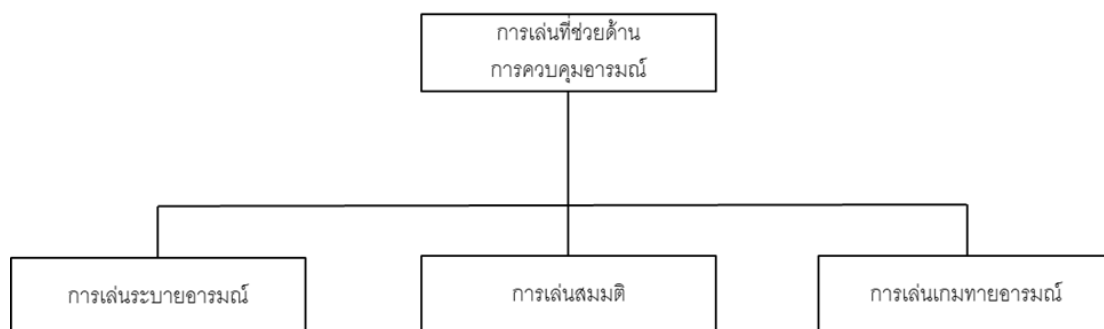 การเล่นที่ช่วยด้าน
การควบคุมอารมณ์
การเล่นระบายอารมณ์
การเล่นสมมติ
การเล่นเกมทายอารมณ์